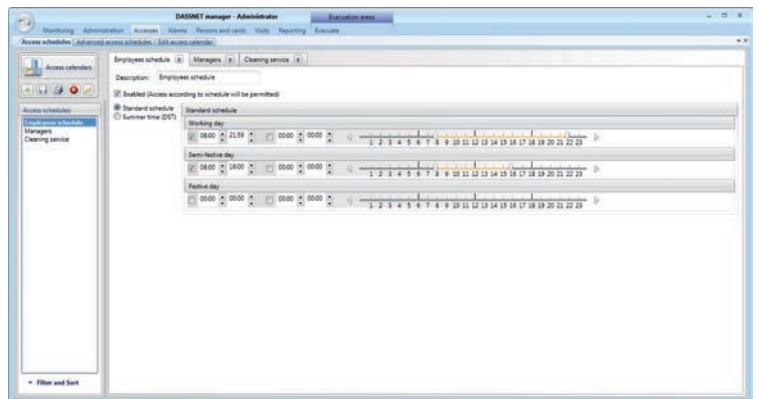 DASSNET manager - Administrator
Evacuation areas
Monitoring Administration Accesses Alarms Persons and cards Visits Reporting Evacuate
Access schedules Advanced access schedules Edit access calendar
Access calendars
Employees schedule x Managers x Cleaning service x
Description: Employees schedule
Enabled (Access according to schedule will be permitted)
Access schedules
Employees schedule
Managers
Cleaning service
Standard schedule
Summer time (DST)
Standard schedule
Working day
08:00 21:59 00:00 00:00
1 2 3 4 5 6 7 8 9 10 11 12 13 14 15 16 17 18 19 20 21 22 23
Semi-festive day
08:00 16:00 00:00 00:00
1 2 3 4 5 6 7 8 9 10 11 12 13 14 15 16 17 18 19 20 21 22 23
Festive day
00:00 00:00 00:00 00:00
1 2 3 4 5 6 7 8 9 10 11 12 13 14 15 16 17 18 19 20 21 22 23
Filter and Sort